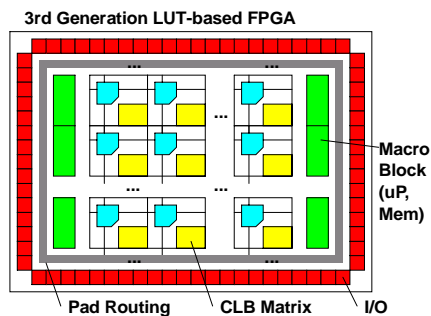 3rd Generation LUT-based FPGA
...
...
... ...
...
...
Macro
Block
(uP,
Mem)
Pad Routing CLB Matrix I/O